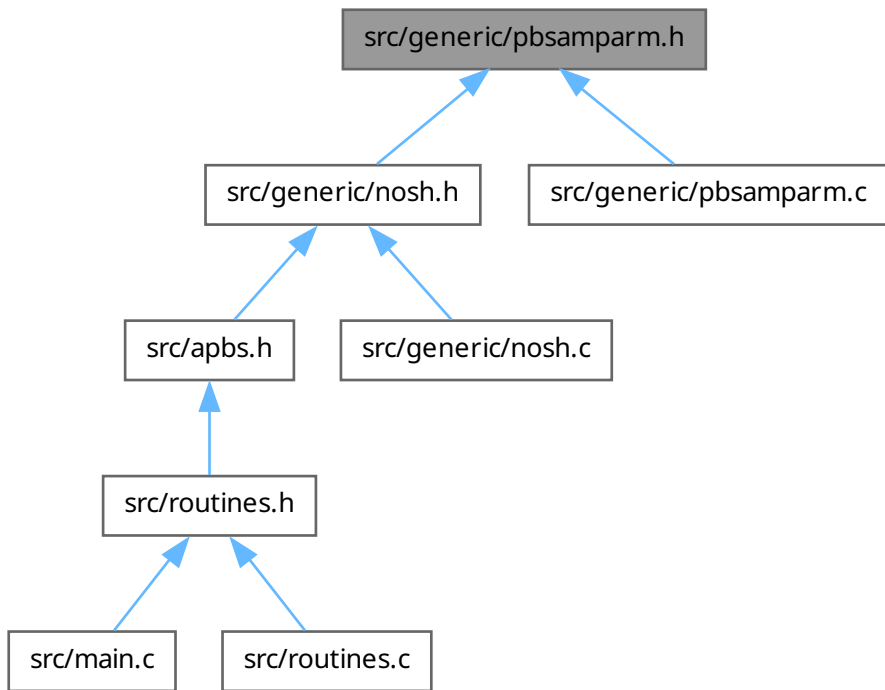 src/generic/pbsamparm.h
src/generic/nosh.h
src/generic/pbsamparm.c
src/apbs.h
src/generic/nosh.c
src/routines.h
src/main.c
src/routines.c